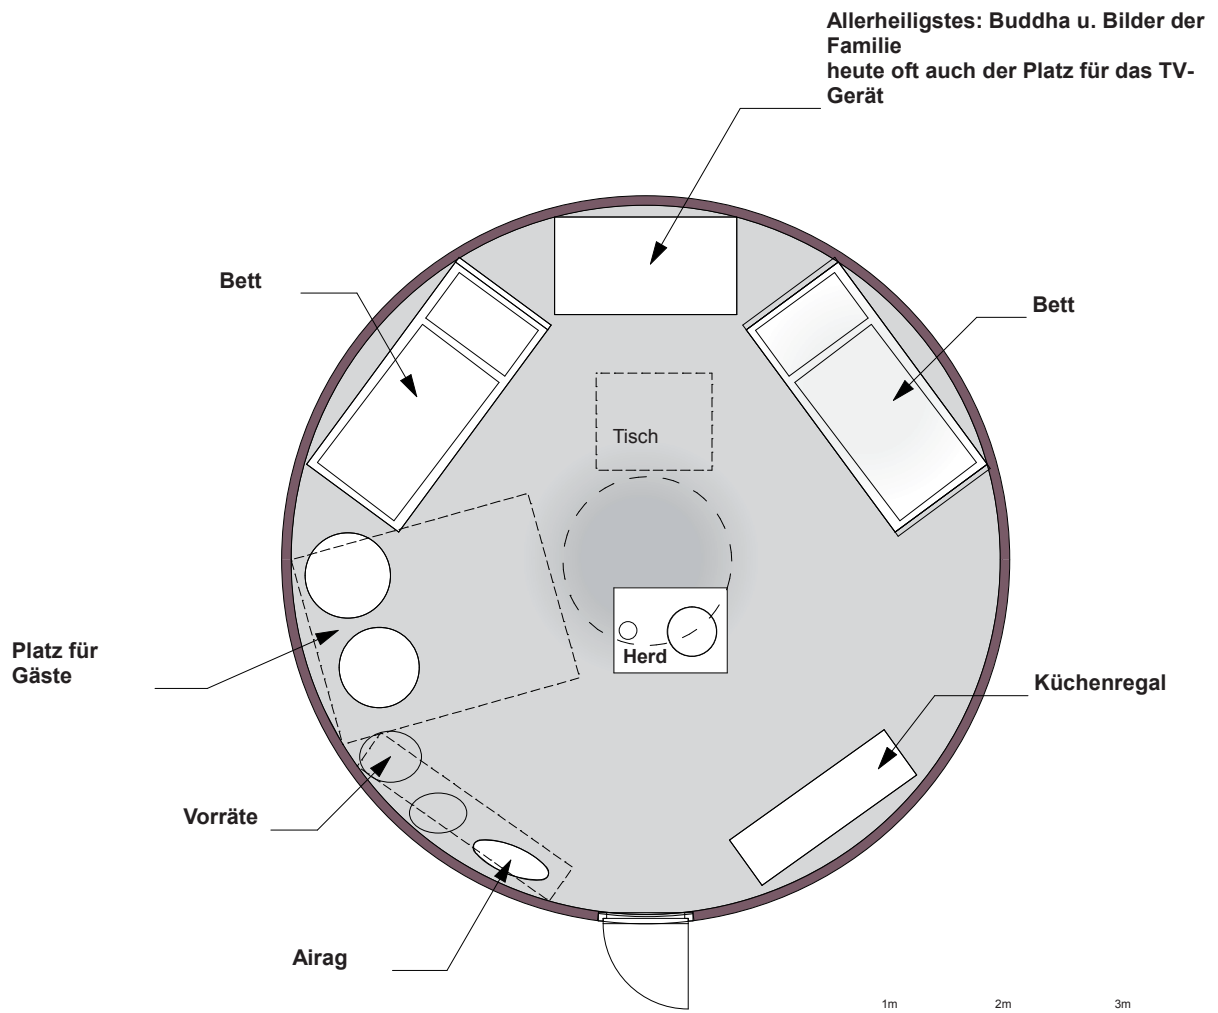 Allerheiligstes: Buddha u. Bilder der
Familie
heute oft auch der Platz für das TV-
Gerät
Bett
Bett
Tisch
Herd
Platz für
Gäste
Küchenregal
Vorräte
Airag
1m 2m 3m